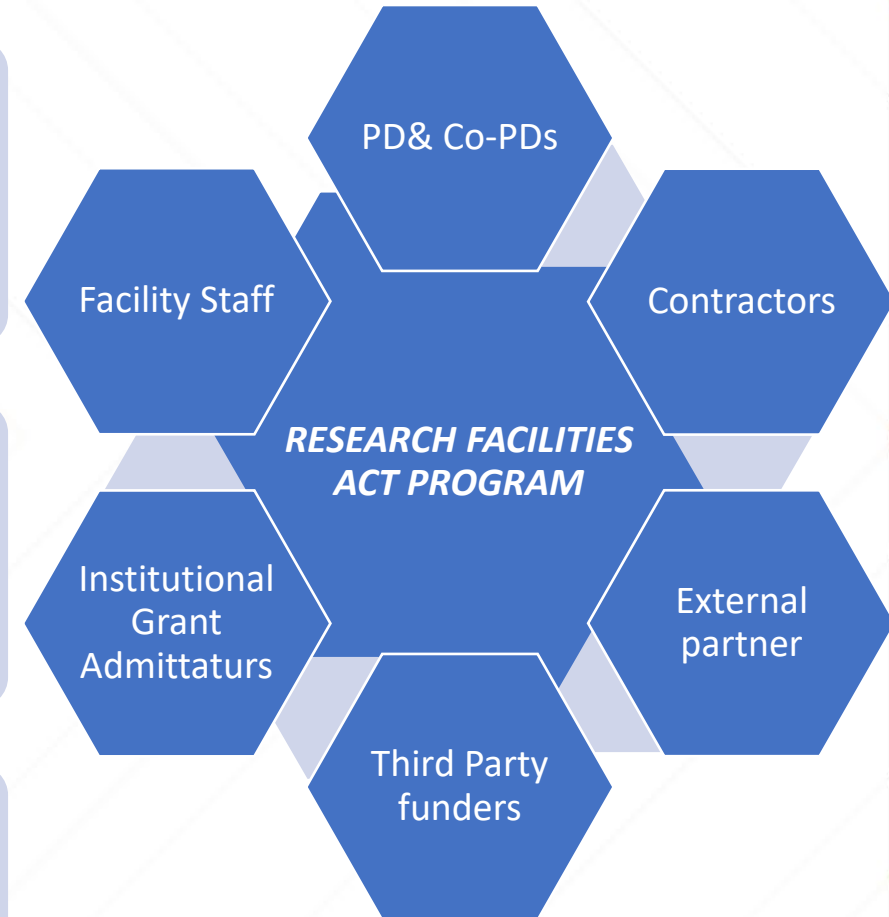 PD& Co-PDs
Facility Staff
Contractors
RESEARCH FACILITIES
ACT PROGRAM
Institutional
Grant
Admittaturs
External
partner
Third Party
funders